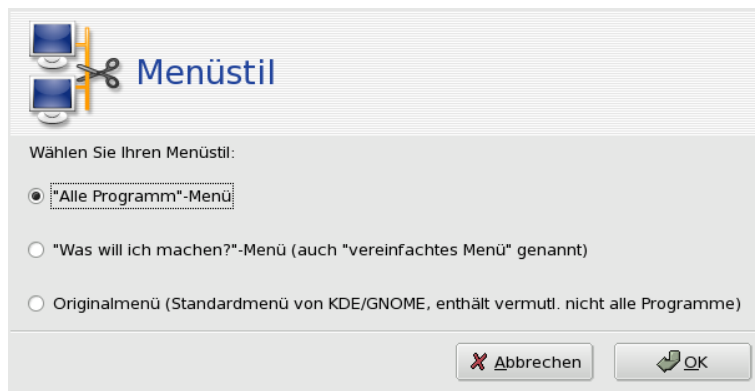 Menüstil
Wählen Sie Ihren Menüstil:
"Alle Programm"-Menü
"Was will ich machen?"-Menü (auch "vereinfachtes Menü" genannt)
Originalmenü (Standardmenü von KDE/GNOME, enthält vermutl. nicht alle Programme)
Abbrechen
OK